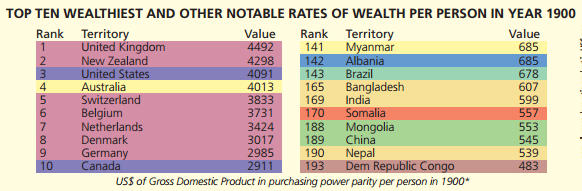 TOP TEN WEALTHIEST AND OTHER NOTABLE RATES OF WEALTH PER PERSON IN YEAR 1900
Rank Territory Value
1 United Kingdom 4492
2 New Zealand 4298
3 United States 4091
4 Australia 4013
5 Switzerland 3833
6 Belgium 3731
7 Netherlands 3424
8 Denmark 3017
9 Germany 2985
10 Canada 2911
Rank Territory Value
141 Myanmar 685
142 Albania 685
143 Brazil 678
165 Bangladesh 607
169 India 599
170 Somalia 557
188 Mongolia 553
189 China 545
190 Nepal 539
193 Dem Republic Congo 483
US$ of Gross Domestic Product in purchasing power parity per person in 1900*